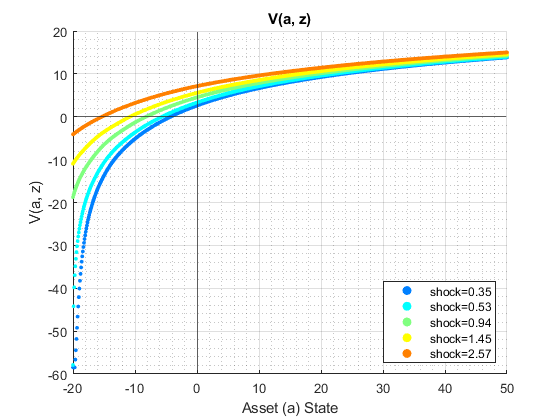 V(a, z)
20
10
0
-10
-20
-30
-40
-50
-60
V(a, z)
-20
-10
0
10
20
30
40
50
Asset (a) State
shock=0.35
shock=0.53
shock=0.94
shock=1.45
shock=2.57